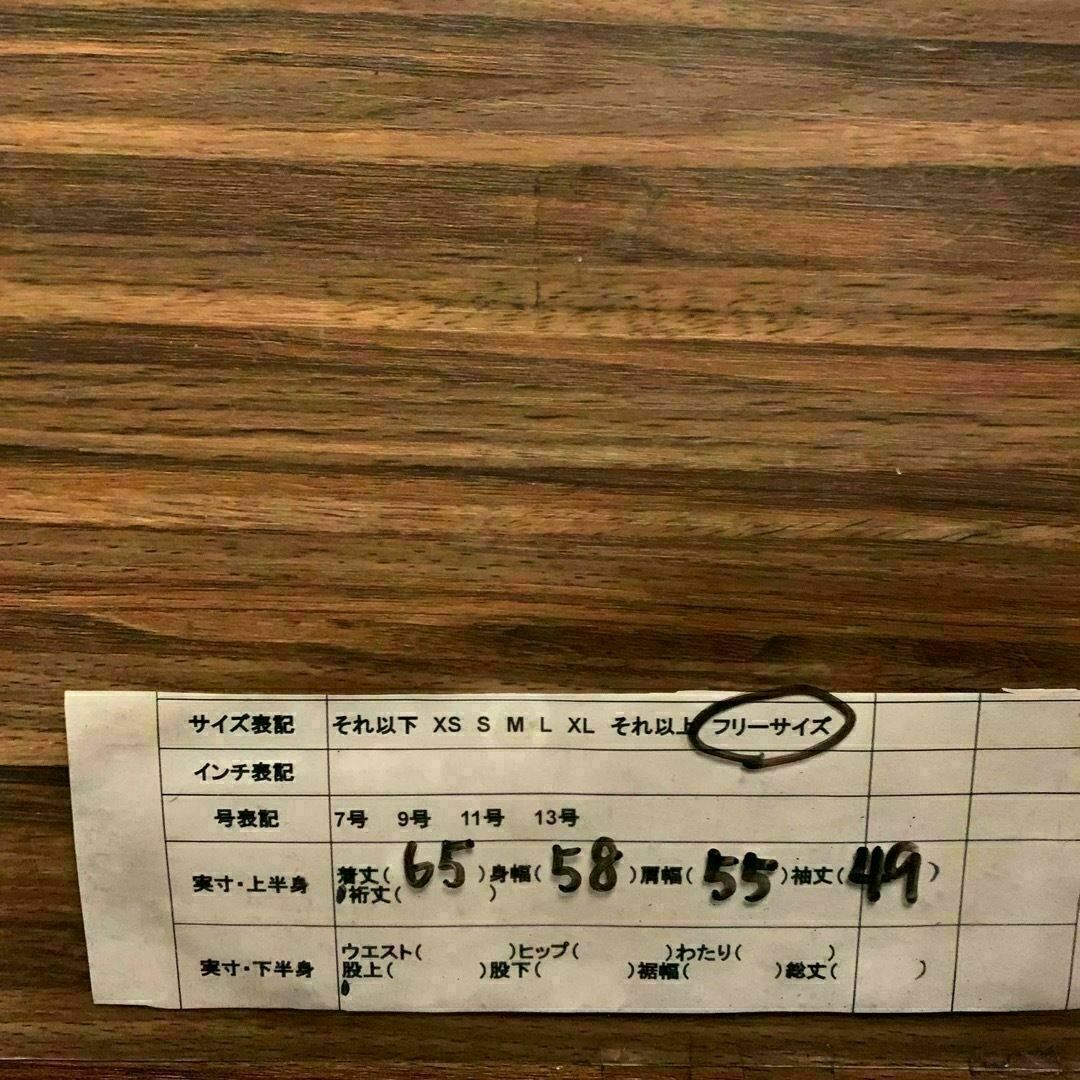 サイズ表記 それ以下 XS S M L XL それ以上 フリーサイズ
インチ表記
号表記 7号 9号 11号 13号
実寸・上半身 着丈(65)身幅(58)肩幅(55)袖丈(49)
裄丈( )
実寸・下半身 ウエスト( )ヒップ( )わたり( )
股上( )股下( )裾幅( )総丈( )